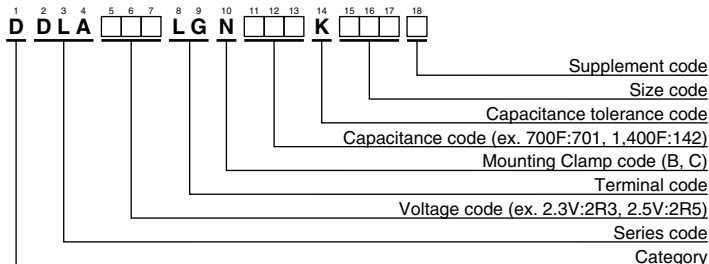 1 2 3 4 5 6 7 8 9 10 11 12 13 14 15 16 17 18
D DLA □□□ LG N □□□ K □□□ □
Supplement code
Size code
Capacitance tolerance code
Capacitance code (ex. 700F:701, 1,400F:142)
Mounting Clamp code (B, C)
Terminal code
Voltage code (ex. 2.3V:2R3, 2.5V:2R5)
Series code
Category